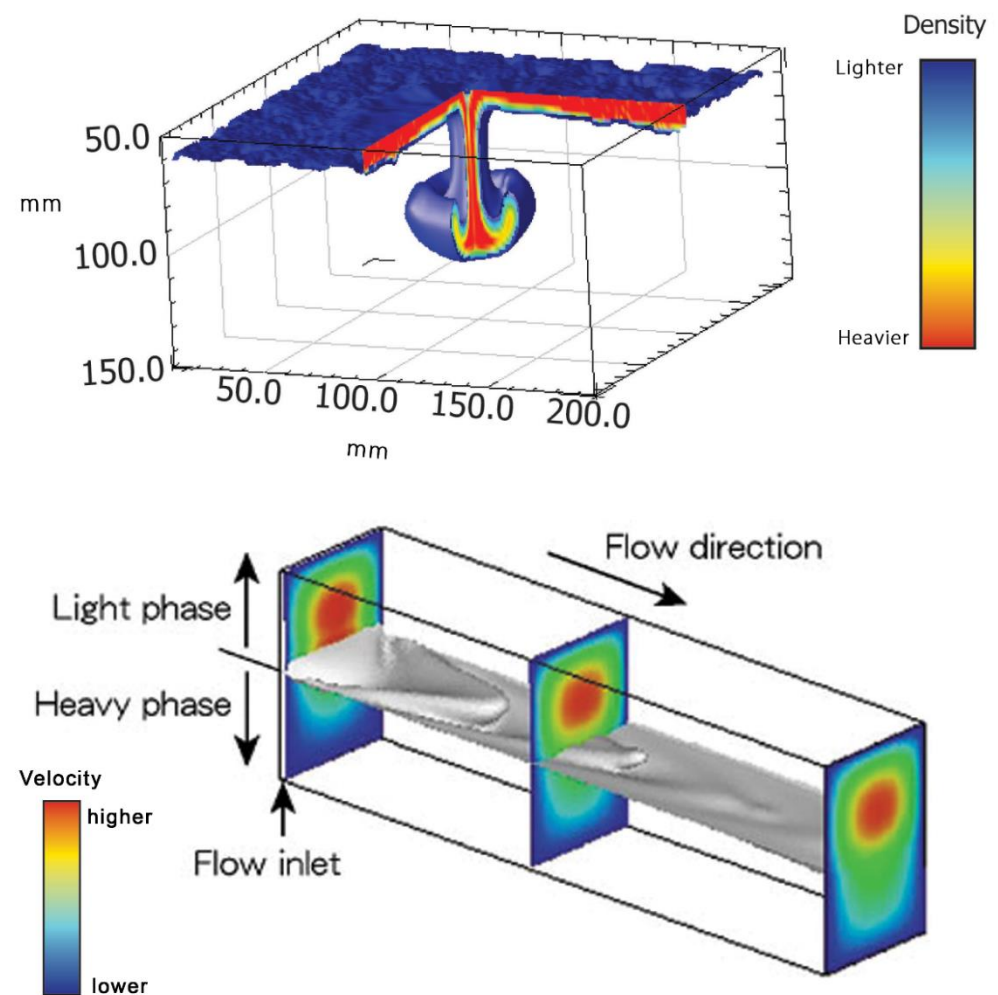 Density
Lighter
Heavier
50.0
mm
100.0
150.0
50.0
100.0
150.0
200.0
mm
Flow direction
Light phase
Heavy phase
Velocity
higher
Flow inlet
lower